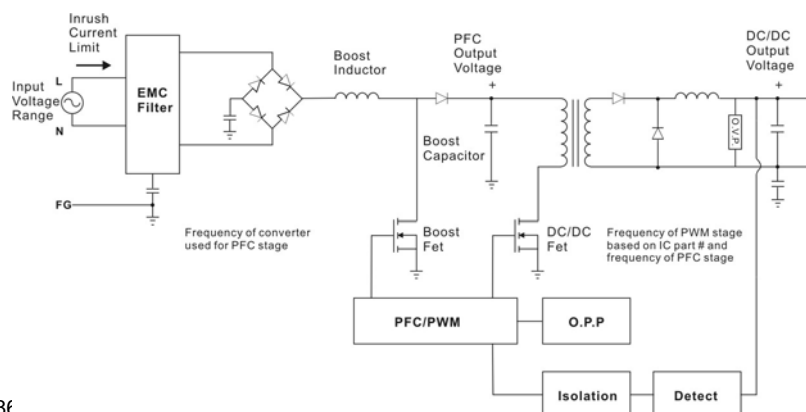 Inrush
Current
Limit
L
Input
Voltage
Range
N
EMC
Filter
FG
Boost
Inductor
PFC
Output
Voltage
+
Boost
Capacitor
DC/DC
Output
Voltage
+
O.V.P.
Frequency of converter
used for PFC stage
Boost
Fet
DC/DC
Fet
Frequency of PWM stage
based on IC part # and
frequency of PFC stage
PFC/PWM
O.P.P
Isolation
Detect